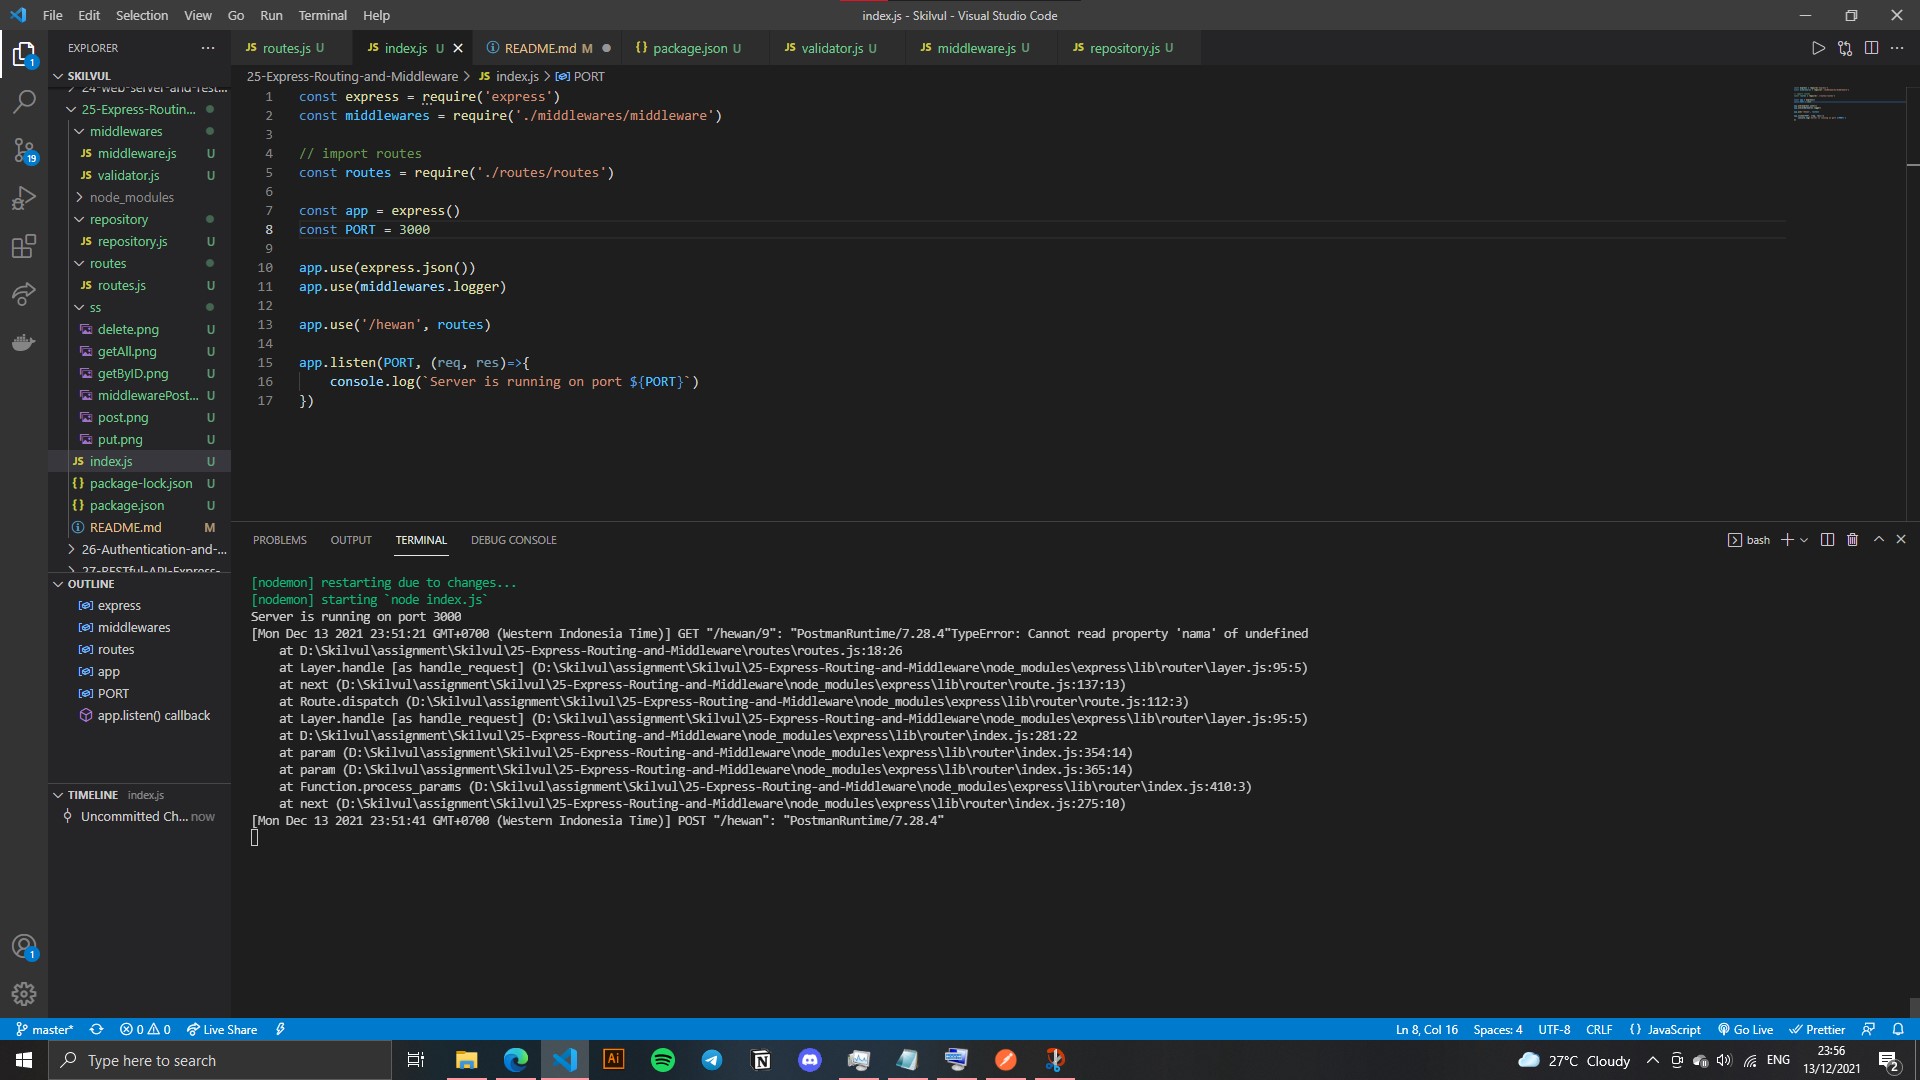 File Edit Selection View Go Run Terminal Help
index.js - Skilvul - Visual Studio Code
EXPLORER
routes.js U
index.js U
README.md M
package.json U
validator.js U
middleware.js U
repository.js U
SKILVUL
24-web-server-and-rest...
25-Express-Routin...
middlewares
middleware.js U
validator.js U
node_modules
repository
repository.js U
routes
routes.js U
ss
delete.png U
getAll.png U
getByID.png U
middlewarePost... U
post.png U
put.png U
index.js U
package-lock.json U
package.json U
README.md M
26-Authentication-and-...
27-RESTful-API-Express-
OUTLINE
express
middlewares
routes
app
PORT
app.listen() callback
TIMELINE index.js
Uncommitted Ch... now
25-Express-Routing-and-Middleware > JS index.js > PORT
1 const express = require('express')
2 const middlewares = require('./middlewares/middleware')
3
4 // import routes
5 const routes = require('./routes/routes')
6
7 const app = express()
8 const PORT = 3000
9
10 app.use(express.json())
11 app.use(middlewares.logger)
12
13 app.use('/hewan', routes)
14
15 app.listen(PORT, (req, res)=>{
16 console.log(`Server is running on port ${PORT}`)
17 })
PROBLEMS OUTPUT TERMINAL DEBUG CONSOLE
bash
[nodemon] restarting due to changes...
[nodemon] starting `node index.js`
Server is running on port 3000
[Mon Dec 13 2021 23:51:21 GMT+0700 (Western Indonesia Time)] GET "/hewan/9": "PostmanRuntime/7.28.4"TypeError: Cannot read property 'nama' of undefined
at D:\Skilvul\assignment\Skilvul\25-Express-Routing-and-Middleware\routes\routes.js:18:26
at Layer.handle [as handle_request] (D:\Skilvul\assignment\Skilvul\25-Express-Routing-and-Middleware\node_modules\express\lib\router\layer.js:95:5)
at next (D:\Skilvul\assignment\Skilvul\25-Express-Routing-and-Middleware\node_modules\express\lib\router\route.js:137:13)
at Route.dispatch (D:\Skilvul\assignment\Skilvul\25-Express-Routing-and-Middleware\node_modules\express\lib\router\route.js:112:3)
at Layer.handle [as handle_request] (D:\Skilvul\assignment\Skilvul\25-Express-Routing-and-Middleware\node_modules\express\lib\router\layer.js:95:5)
at D:\Skilvul\assignment\Skilvul\25-Express-Routing-and-Middleware\node_modules\express\lib\router\index.js:281:22
at param (D:\Skilvul\assignment\Skilvul\25-Express-Routing-and-Middleware\node_modules\express\lib\router\index.js:354:14)
at param (D:\Skilvul\assignment\Skilvul\25-Express-Routing-and-Middleware\node_modules\express\lib\router\index.js:365:14)
at Function.process_params (D:\Skilvul\assignment\Skilvul\25-Express-Routing-and-Middleware\node_modules\express\lib\router\index.js:410:3)
at next (D:\Skilvul\assignment\Skilvul\25-Express-Routing-and-Middleware\node_modules\express\lib\router\index.js:275:10)
[Mon Dec 13 2021 23:51:41 GMT+0700 (Western Indonesia Time)] POST "/hewan": "PostmanRuntime/7.28.4"
master* 0 0 Live Share
Ln 8, Col 16 Spaces: 4 UTF-8 CRLF {} JavaScript Go Live Prettier
Type here to search
27°C Cloudy ENG
23:56
13/12/2021